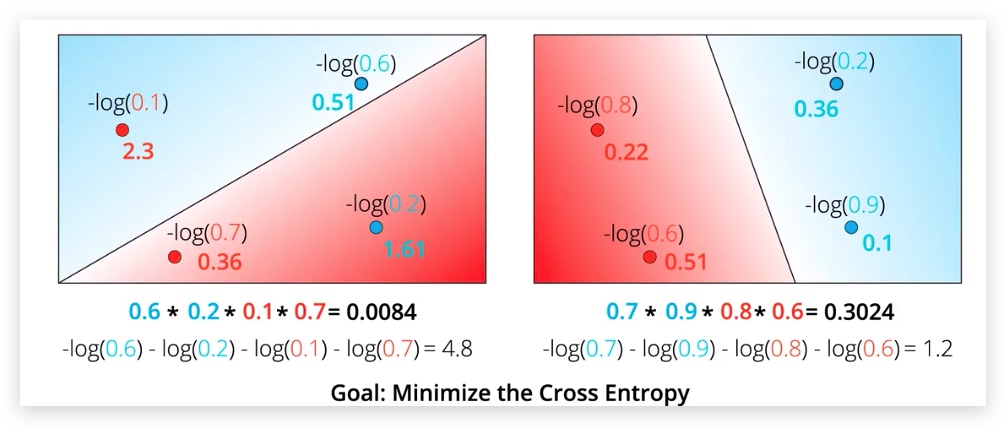 -log(0.6)
0.51
-log(0.1)
2.3
-log(0.2)
1.61
-log(0.7)
0.36
0.6 * 0.2 * 0.1 * 0.7 = 0.0084
-log(0.6) - log(0.2) - log(0.1) - log(0.7) = 4.8
-log(0.2)
0.36
-log(0.8)
0.22
-log(0.9)
0.1
-log(0.6)
0.51
0.7 * 0.9 * 0.8 * 0.6 = 0.3024
-log(0.7) - log(0.9) - log(0.8) - log(0.6) = 1.2
Goal: Minimize the Cross Entropy